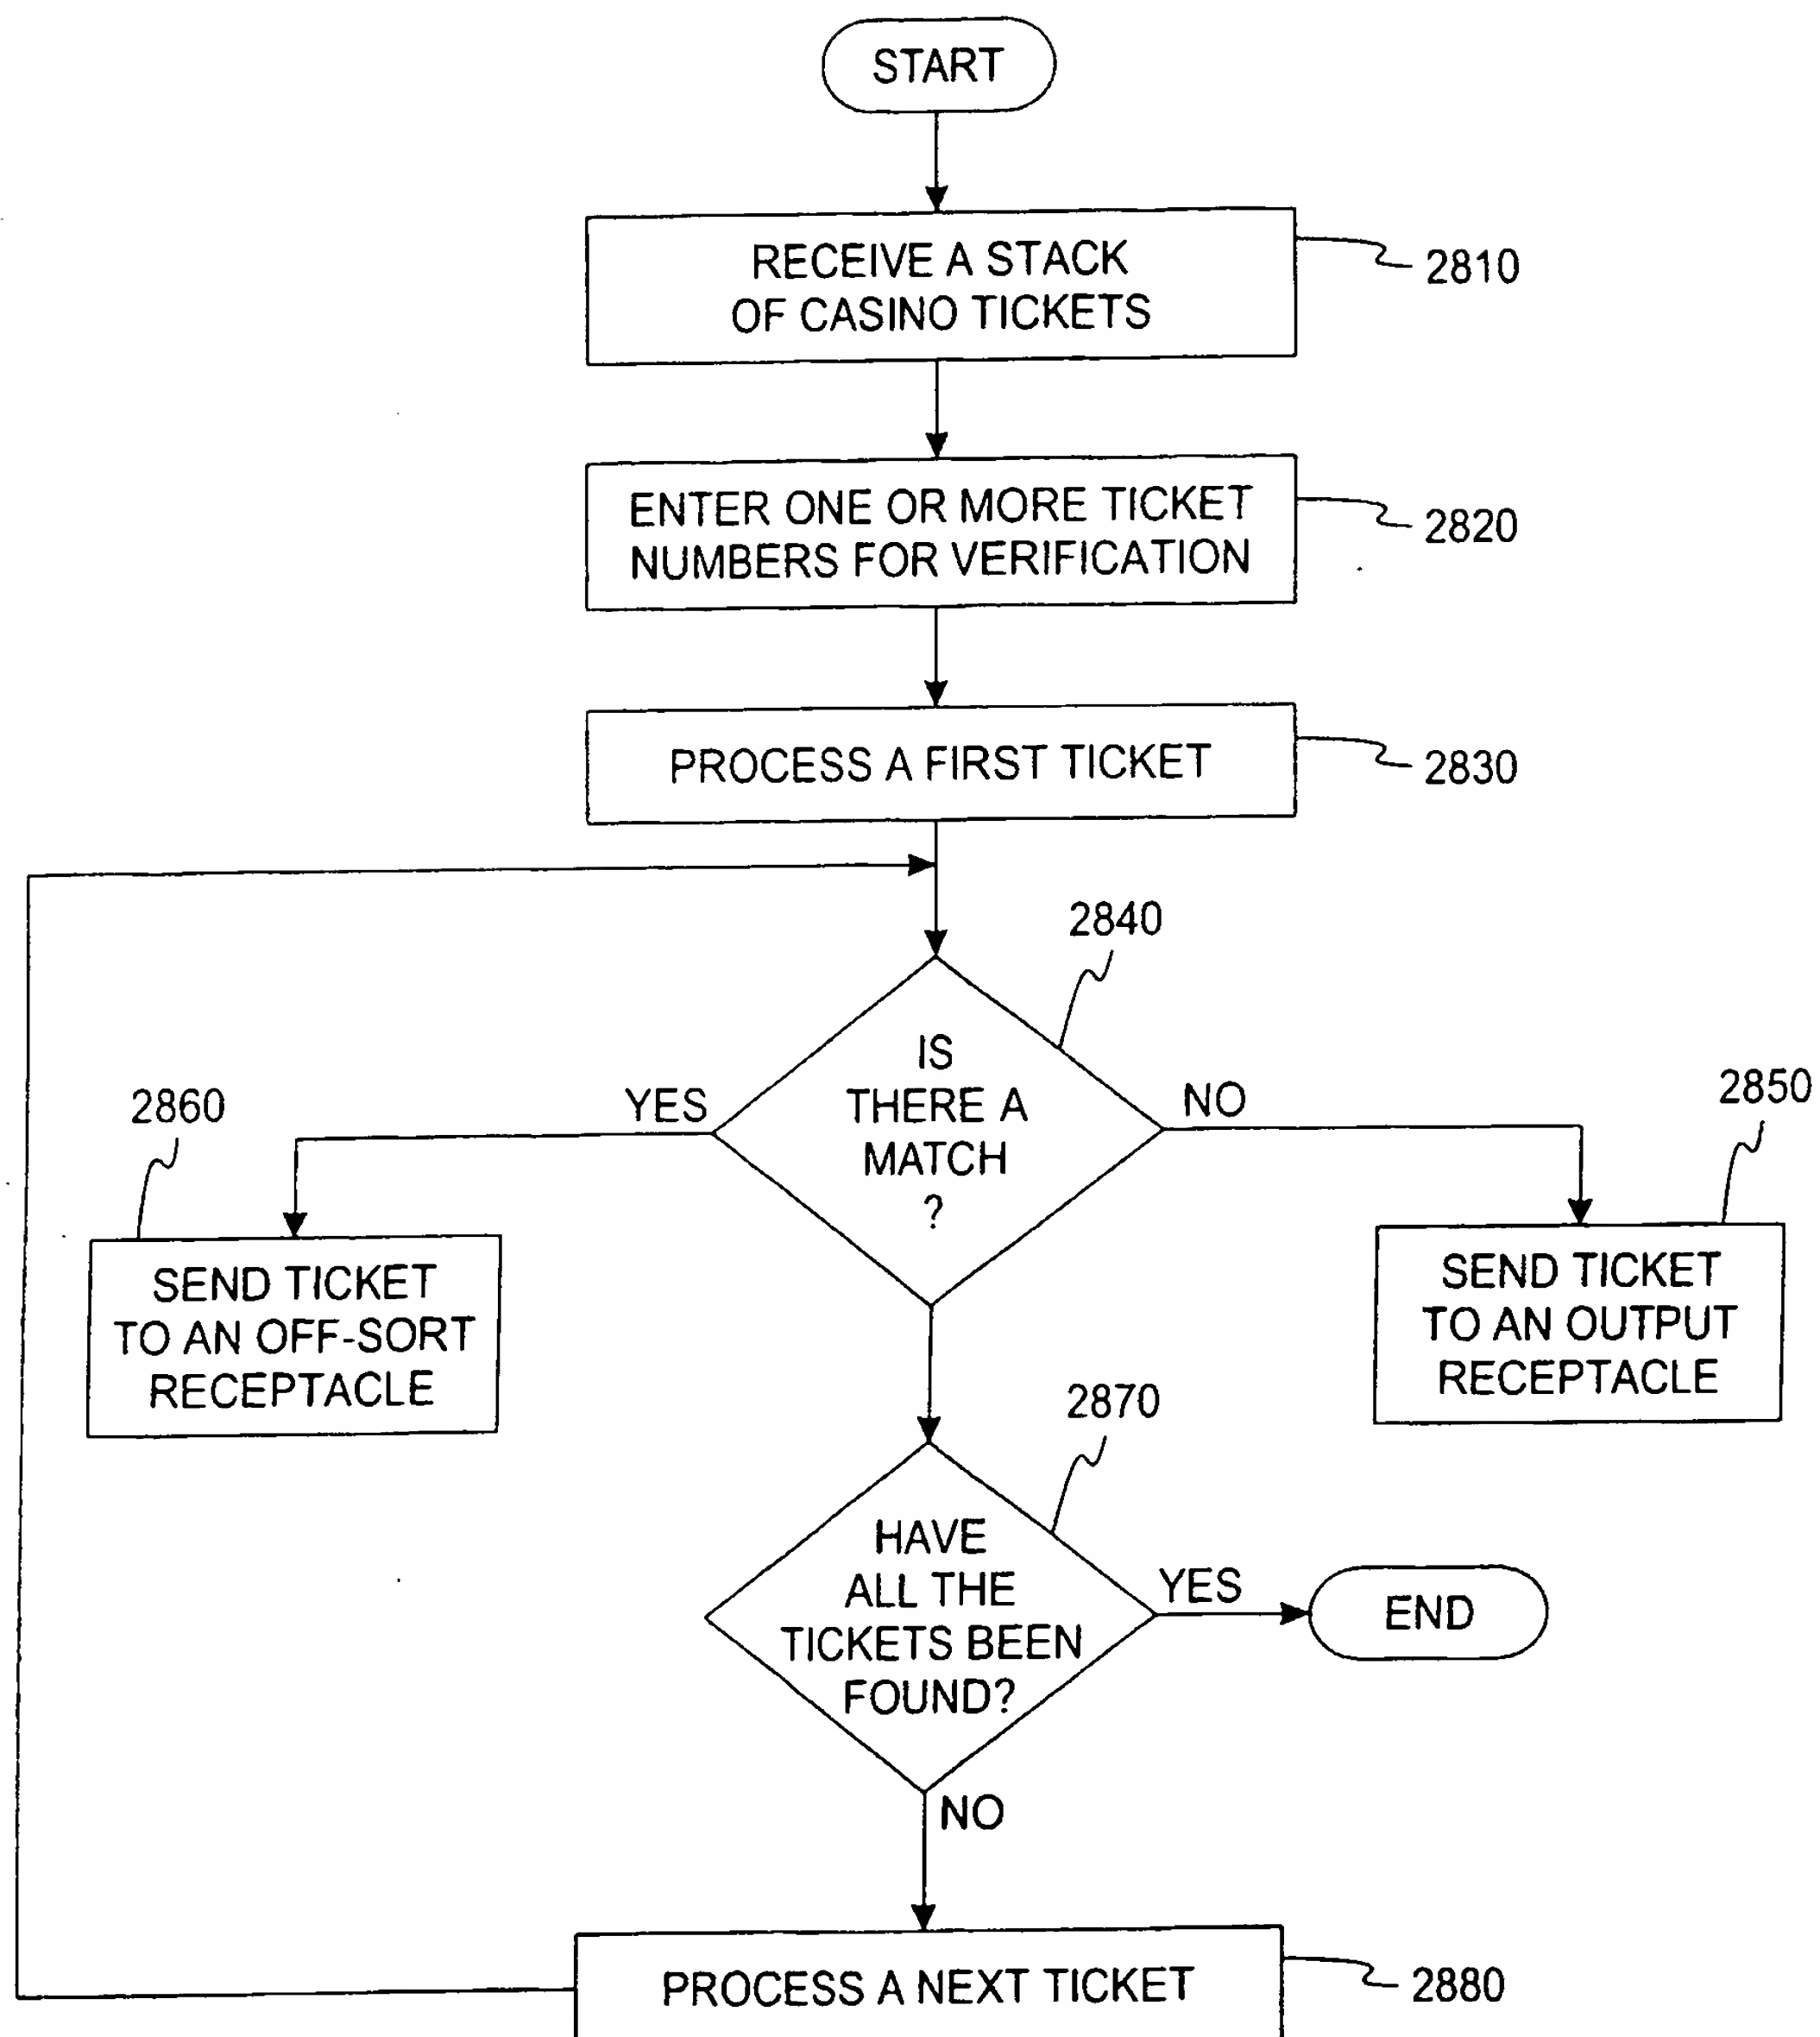 START
RECEIVE A STACK
OF CASINO TICKETS
2810
ENTER ONE OR MORE TICKET
NUMBERS FOR VERIFICATION
2820
PROCESS A FIRST TICKET
2830
2840
IS
THERE A
MATCH
?
YES
NO
2860
2850
SEND TICKET
TO AN OFF-SORT
RECEPTACLE
SEND TICKET
TO AN OUTPUT
RECEPTACLE
2870
HAVE
ALL THE
TICKETS BEEN
FOUND?
YES
END
NO
PROCESS A NEXT TICKET
2880